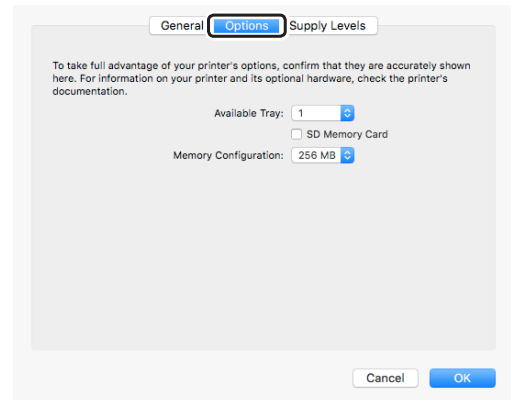 General Options Supply Levels
To take full advantage of your printer's options, confirm that they are accurately shown
here. For information on your printer and its optional hardware, check the printer's
documentation.
Available Tray: 1
SD Memory Card
Memory Configuration: 256 MB
Cancel OK